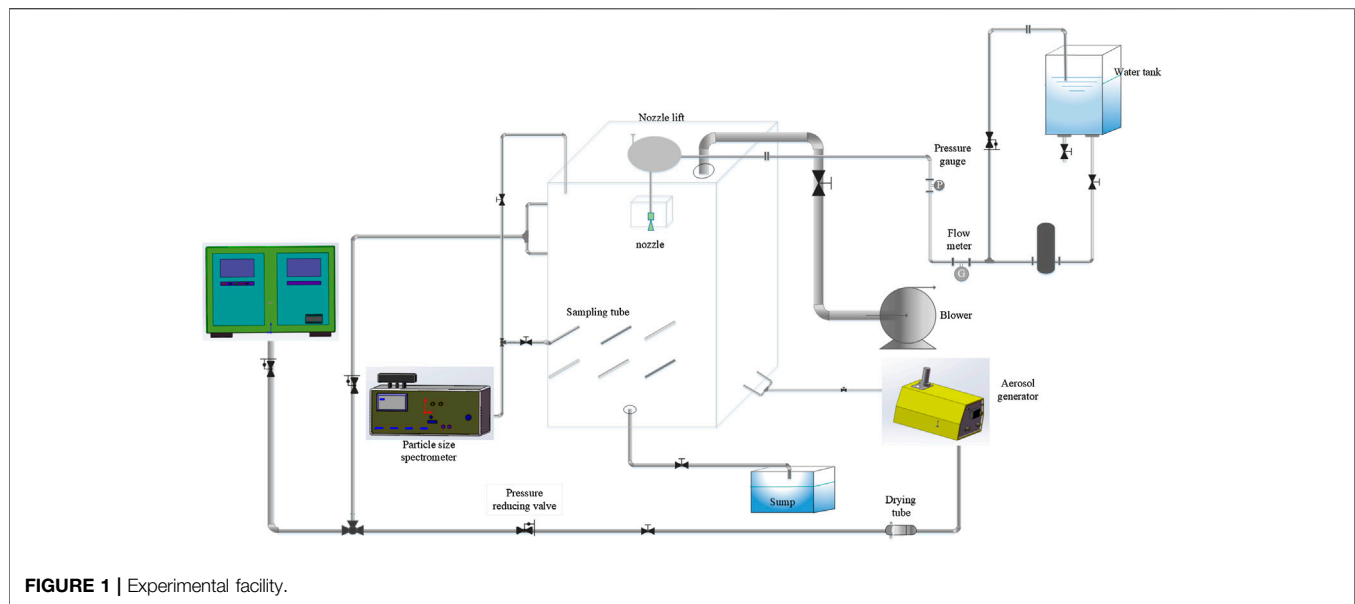 Water tank
Nozzle lift
Pressure
gauge
P
nozzle
Flow
meter
G
Sampling tube
Blower
Aerosol
generator
Particle size
spectrometer
Pressure
reducing valve
Sump
Drying
tube
FIGURE 1 | Experimental facility.